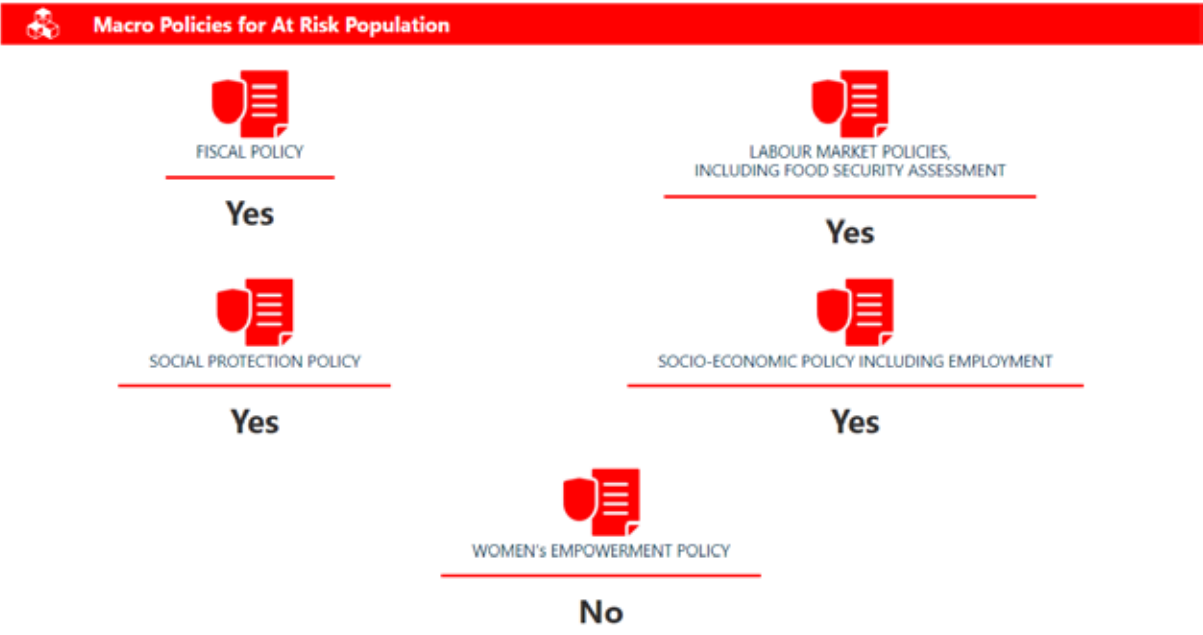 Macro Policies for At Risk Population
FISCAL POLICY
Yes
LABOUR MARKET POLICIES,
INCLUDING FOOD SECURITY ASSESSMENT
Yes
SOCIAL PROTECTION POLICY
Yes
SOCIO-ECONOMIC POLICY INCLUDING EMPLOYMENT
Yes
WOMEN's EMPOWERMENT POLICY
No